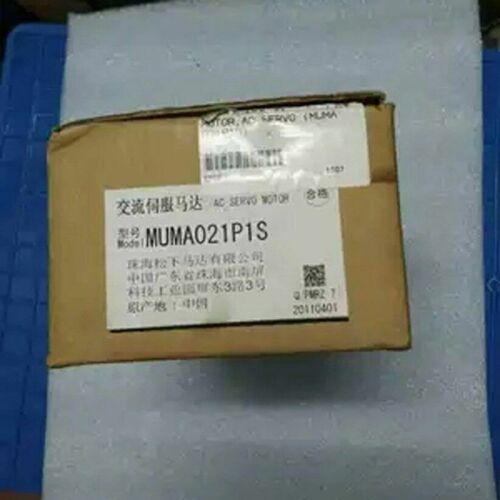 MOTOR,AC SERVO (MUMA
交流伺服马达 AC SERVO MOTOR 合格
型号
Model MUMA021P1S
珠海松下马达有限公司
中国广东省珠海市南屏
科技工业园屏东3路3号
原产地：中国
Q PMRZ 7
20110401